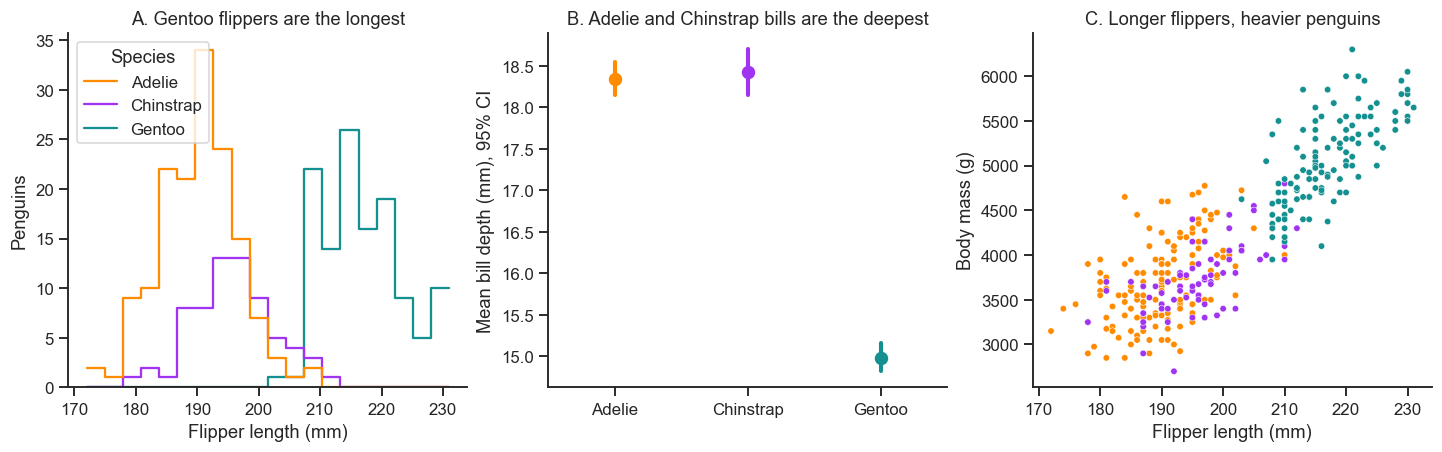 A. Gentoo flippers are the longest
35
30
25
20
15
10
5
0
Penguins
Species
Adelie
Chinstrap
Gentoo
170 180 190 200 210 220 230
Flipper length (mm)
B. Adelie and Chinstrap bills are the deepest
18.5
18.0
17.5
17.0
16.5
16.0
15.5
15.0
Mean bill depth (mm), 95% CI
Adelie Chinstrap Gentoo
C. Longer flippers, heavier penguins
6000
5500
5000
4500
4000
3500
3000
Body mass (g)
170 180 190 200 210 220 230
Flipper length (mm)